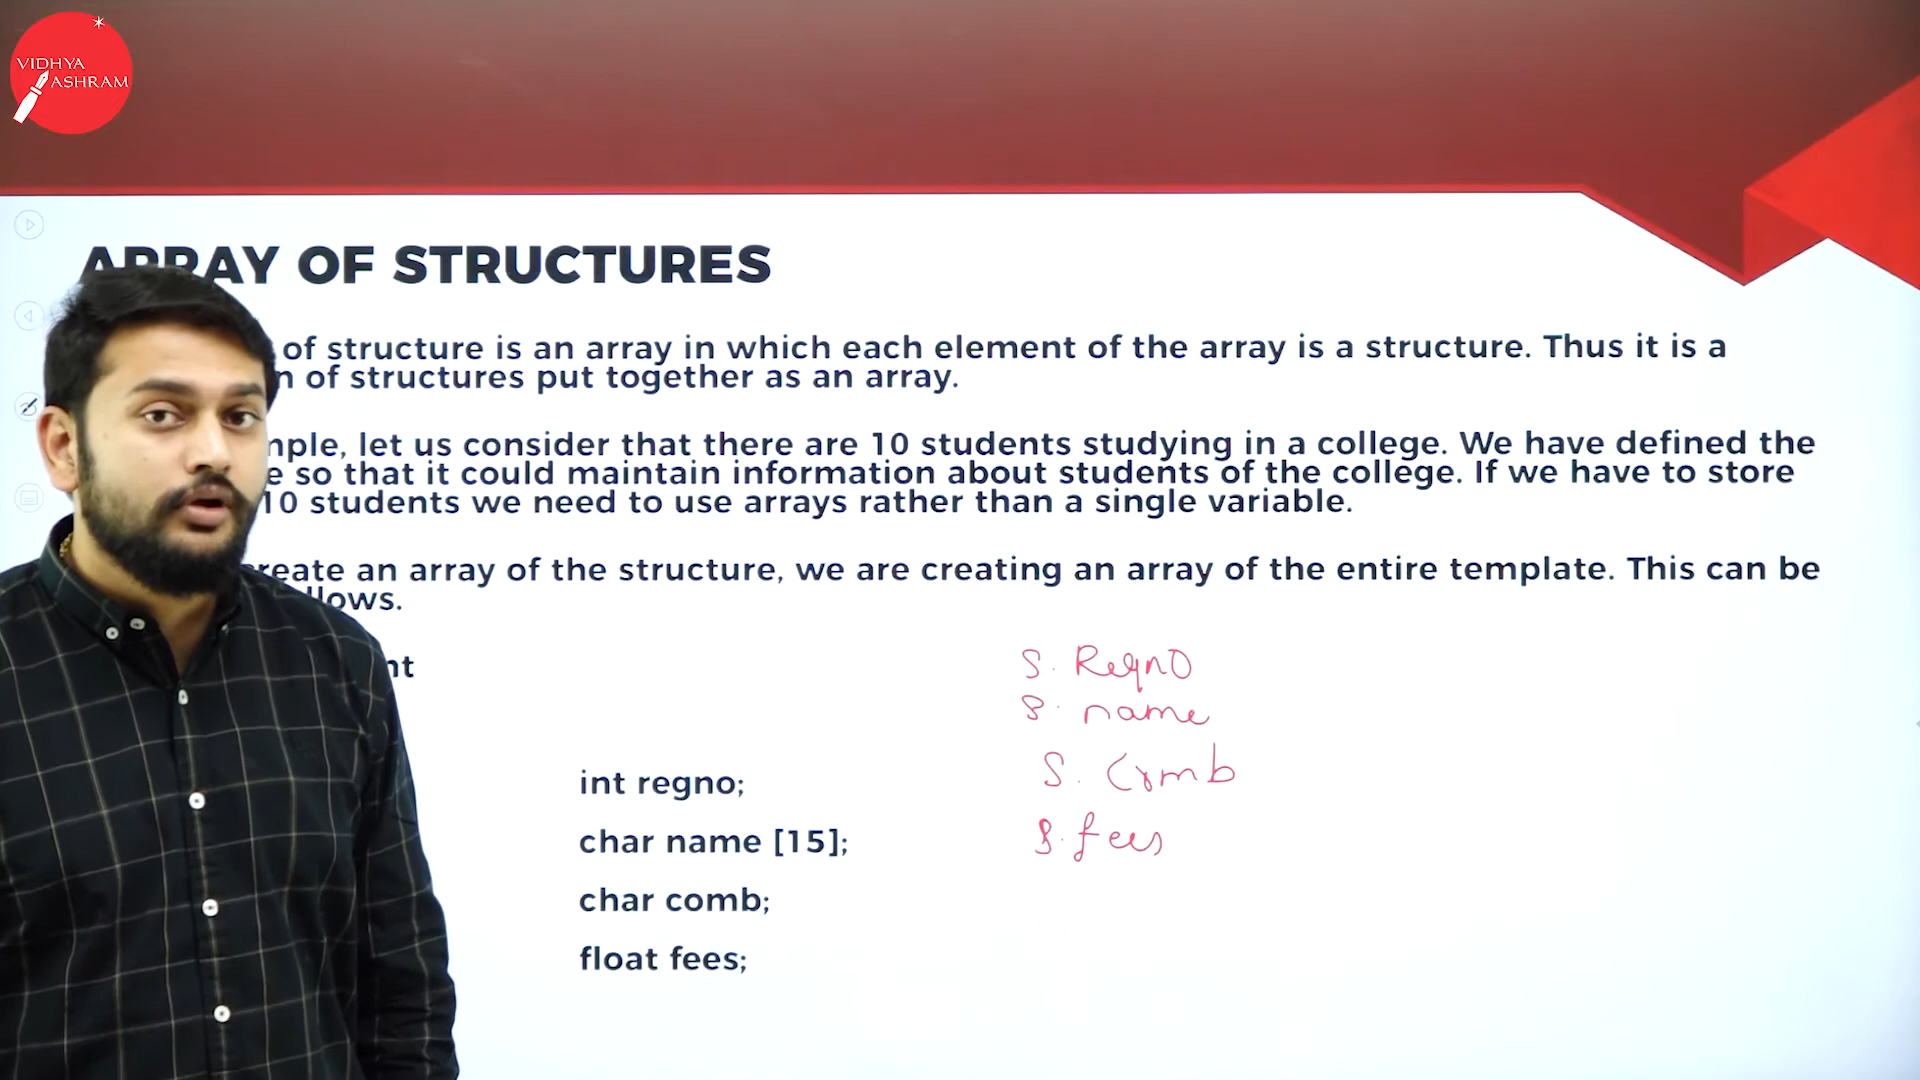 VIDHYA
ASHRAM
ARRAY OF STRUCTURES
of structure is an array in which each element of the array is a structure. Thus it is a
of structures put together as an array.
let us consider that there are 10 students studying in a college. We have defined the
so that it could maintain information about students of the college. If we have to store
10 students we need to use arrays rather than a single variable.
create an array of the structure, we are creating an array of the entire template. This can be
S. RegnO
S. name
int regno;
S. Comb
char name [15];
S. fees
char comb;
float fees;